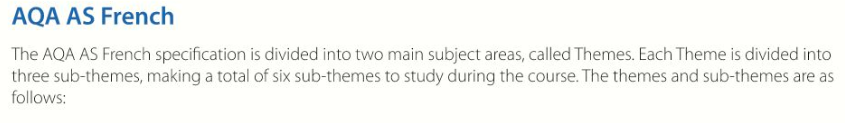 AQA AS French
The AQA AS French specification is divided into two main subject areas, called Themes. Each Theme is divided into
three sub-themes, making a total of six sub-themes to study during the course. The themes and sub-themes are as
follows: